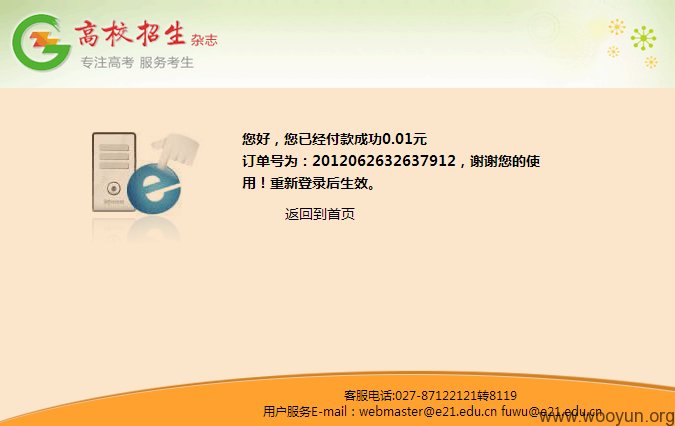 高校招生 杂志
专注高考 服务考生
您好，您已经付款成功0.01元
订单号为：2012062632637912，谢谢您的使
用！重新登录后生效。
返回到首页
客服电话:027-87122121转8119
用户服务E-mail：webmaster@e21.edu.cn fuwu@e21.edu.cn
www.wooyun.org